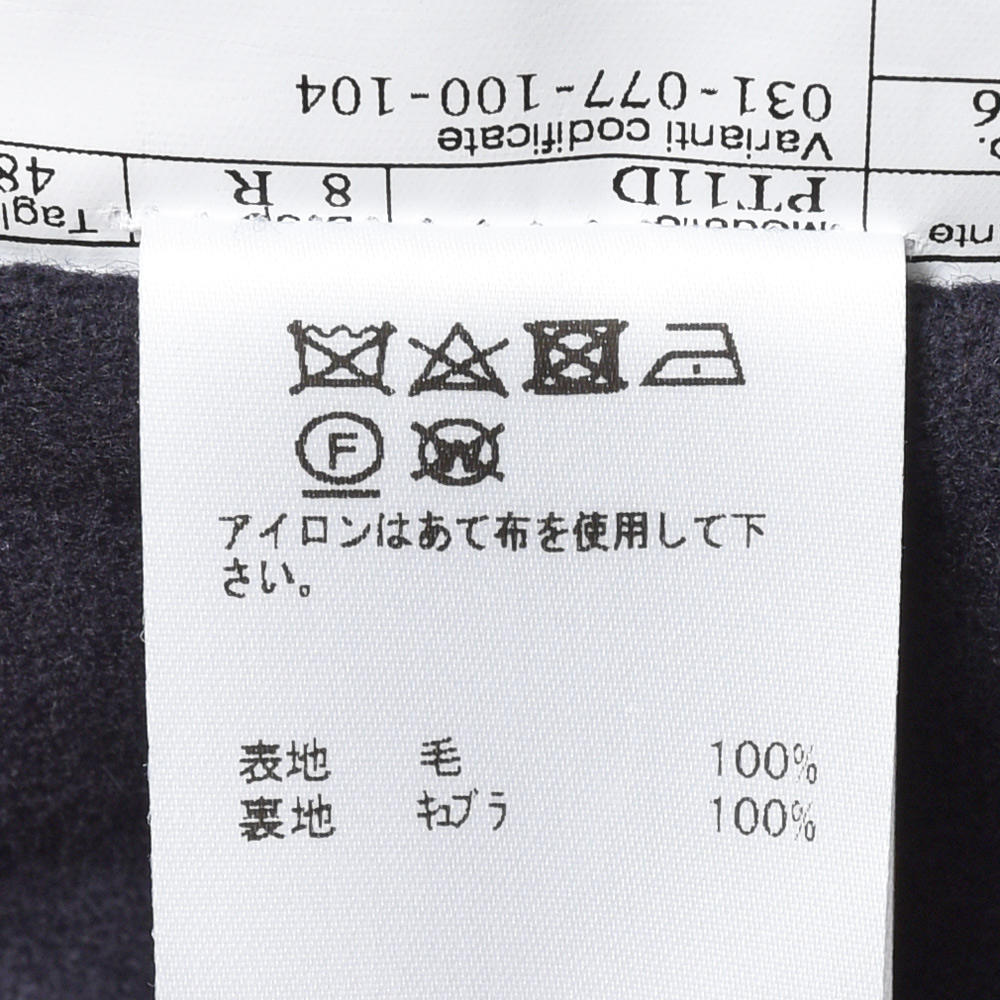 48
8 R
PT11D
Varianti codificate
031-077-100-104
F
W
アイロンはあて布を使用して下
さい。
表地 毛 100%
裏地 キュプラ 100%